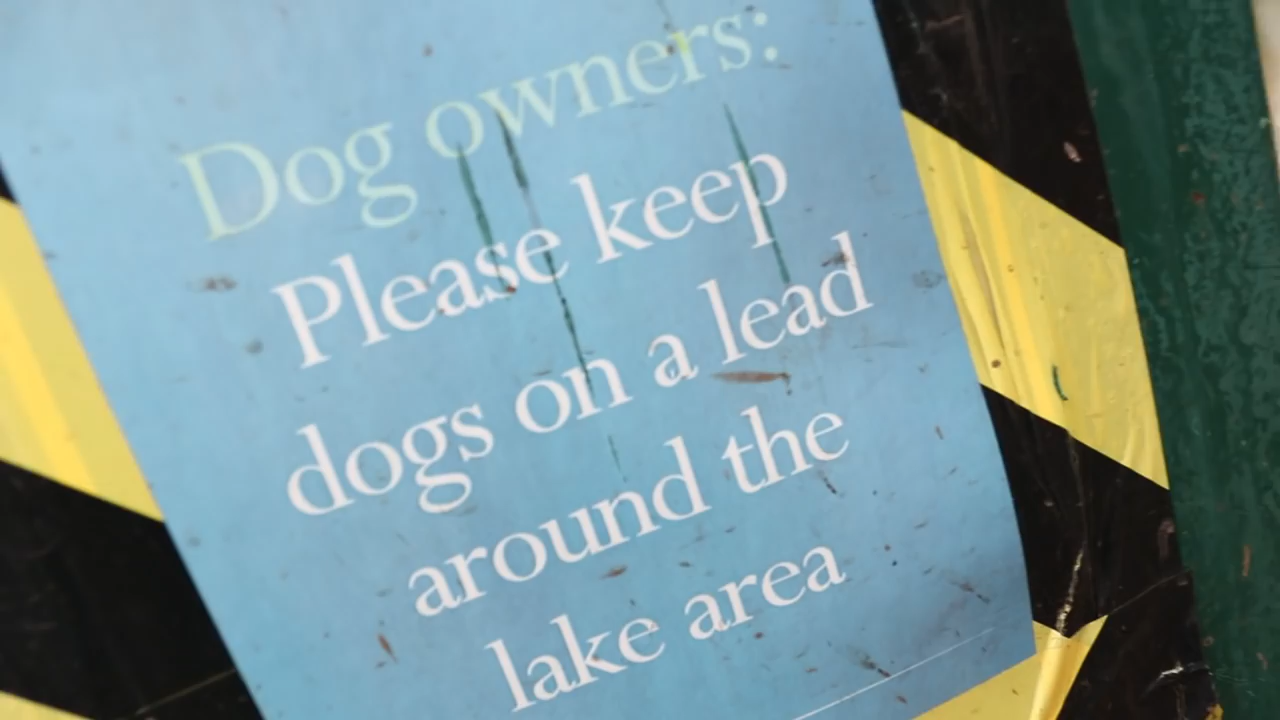 Dog owners:
Please keep
dogs on a lead
around the
lake area